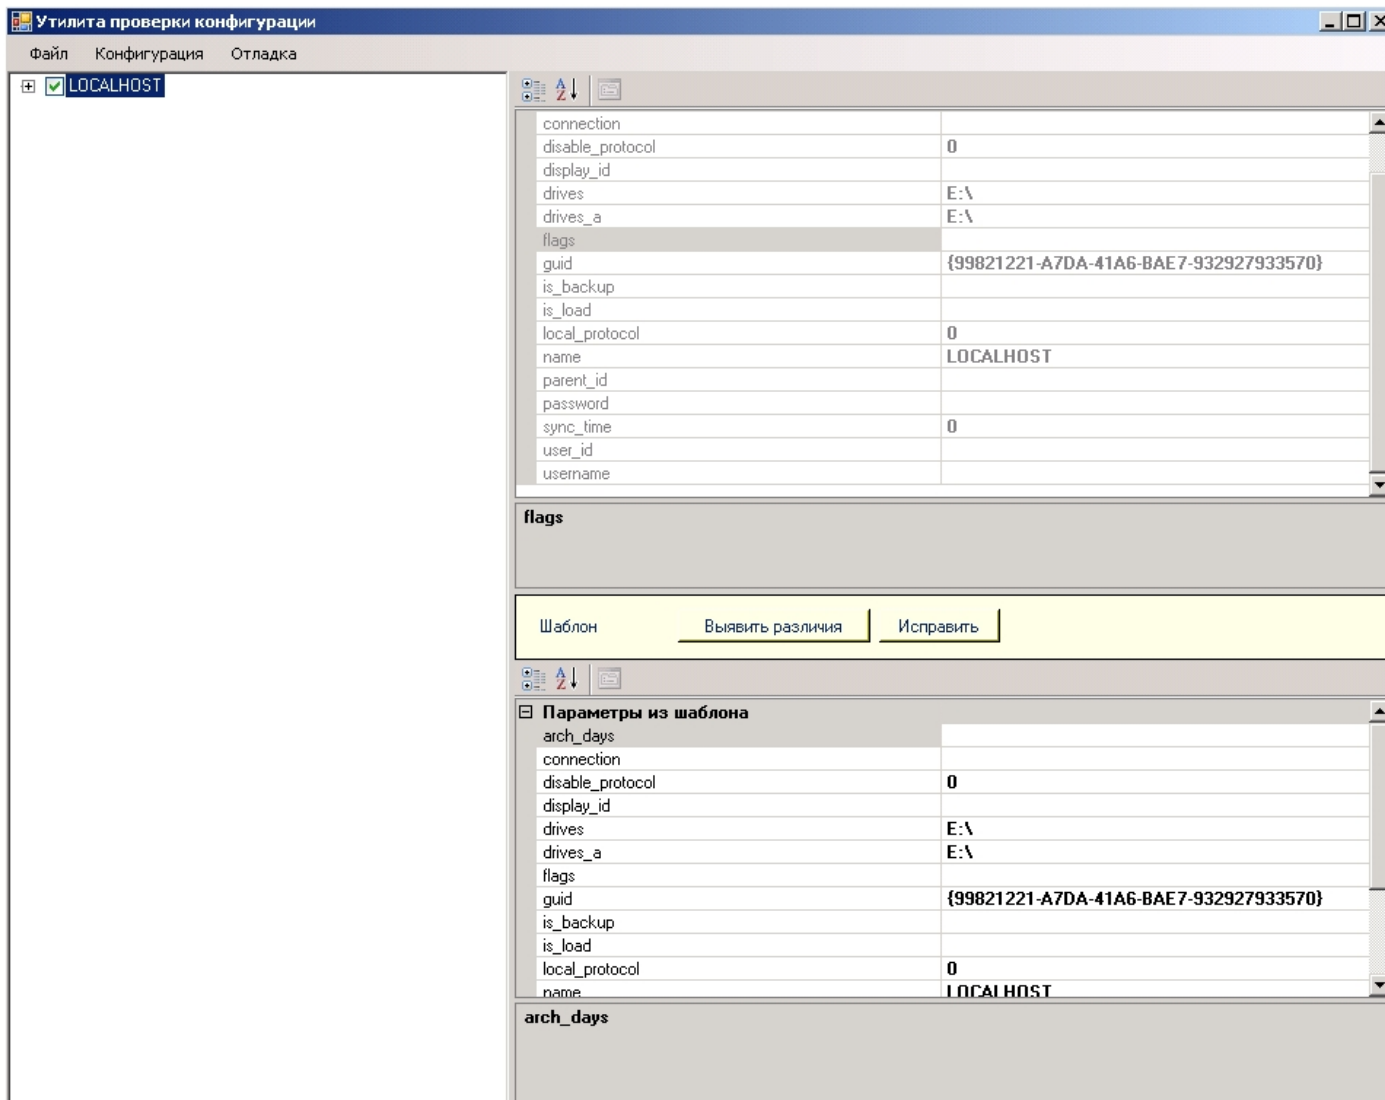 Утилита проверки конфигурации
Файл Конфигурация Отладка
LOCALHOST
connection
disable_protocol 0
display_id
drives E:\
drives_a E:\
flags
guid {99821221-A7DA-41A6-BAE7-932927933570}
is_backup
is_load
local_protocol 0
name LOCALHOST
parent_id
password
sync_time 0
user_id
username
flags
Шаблон Выявить различия Исправить
Параметры из шаблона
arch_days
connection
disable_protocol 0
display_id
drives E:\
drives_a E:\
flags
guid {99821221-A7DA-41A6-BAE7-932927933570}
is_backup
is_load
local_protocol 0
name LOCALHOST
arch_days